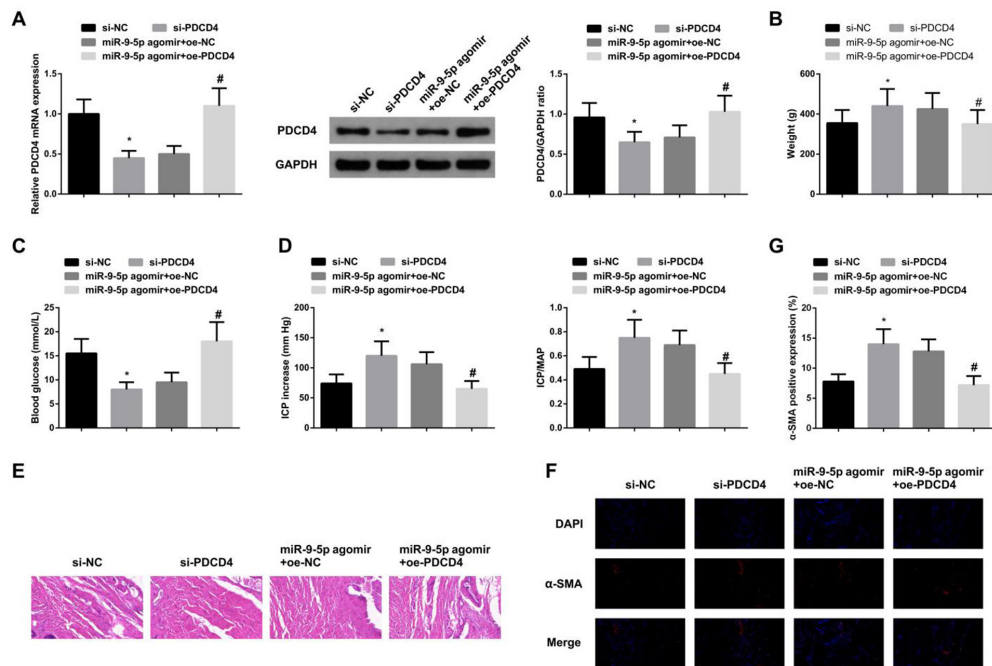 A
si-NC
si-PDCD4
miR-9-5p agomir+oe-NC
miR-9-5p agomir+oe-PDCD4
Relative PDCD4 mRNA expression
1.5
1.0
0.5
0.0
*
#
si-NC
si-PDCD4
miR-9-5p agomir
+oe-NC
miR-9-5p agomir
+oe-PDCD4
PDCD4
GAPDH
si-NC
si-PDCD4
miR-9-5p agomir+oe-NC
miR-9-5p agomir+oe-PDCD4
PDCD4/GAPDH ratio
1.5
1.0
0.5
0.0
*
#
B
si-NC
si-PDCD4
miR-9-5p agomir+oe-NC
miR-9-5p agomir+oe-PDCD4
Weight (g)
800
600
400
200
0
*
#
C
si-NC
si-PDCD4
miR-9-5p agomir+oe-NC
miR-9-5p agomir+oe-PDCD4
Blood glucose (mmol/L)
25
20
15
10
5
0
*
#
D
si-NC
si-PDCD4
miR-9-5p agomir+oe-NC
miR-9-5p agomir+oe-PDCD4
ICP increase (mm Hg)
200
150
100
50
0
*
#
si-NC
si-PDCD4
miR-9-5p agomir+oe-NC
miR-9-5p agomir+oe-PDCD4
ICP/MAP
1.0
0.8
0.6
0.4
0.2
0.0
*
#
G
si-NC
si-PDCD4
miR-9-5p agomir+oe-NC
miR-9-5p agomir+oe-PDCD4
α-SMA positive expression (%)
20
15
10
5
0
*
#
E
si-NC
si-PDCD4
miR-9-5p agomir
+oe-NC
miR-9-5p agomir
+oe-PDCD4
F
si-NC
si-PDCD4
miR-9-5p agomir
+oe-NC
miR-9-5p agomir
+oe-PDCD4
DAPI
α-SMA
Merge